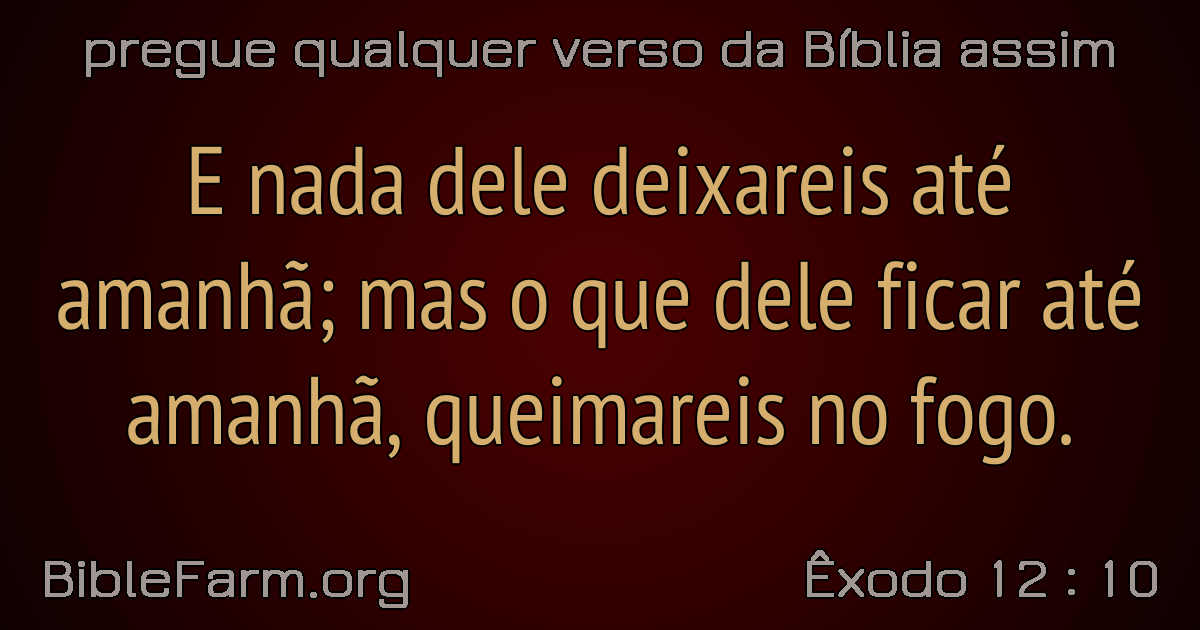 pregue qualquer verso da Bíblia assim
E nada dele deixareis até
amanhã; mas o que dele ficar até
amanhã, queimareis no fogo.
BibleFarm.org
Êxodo 12 : 10